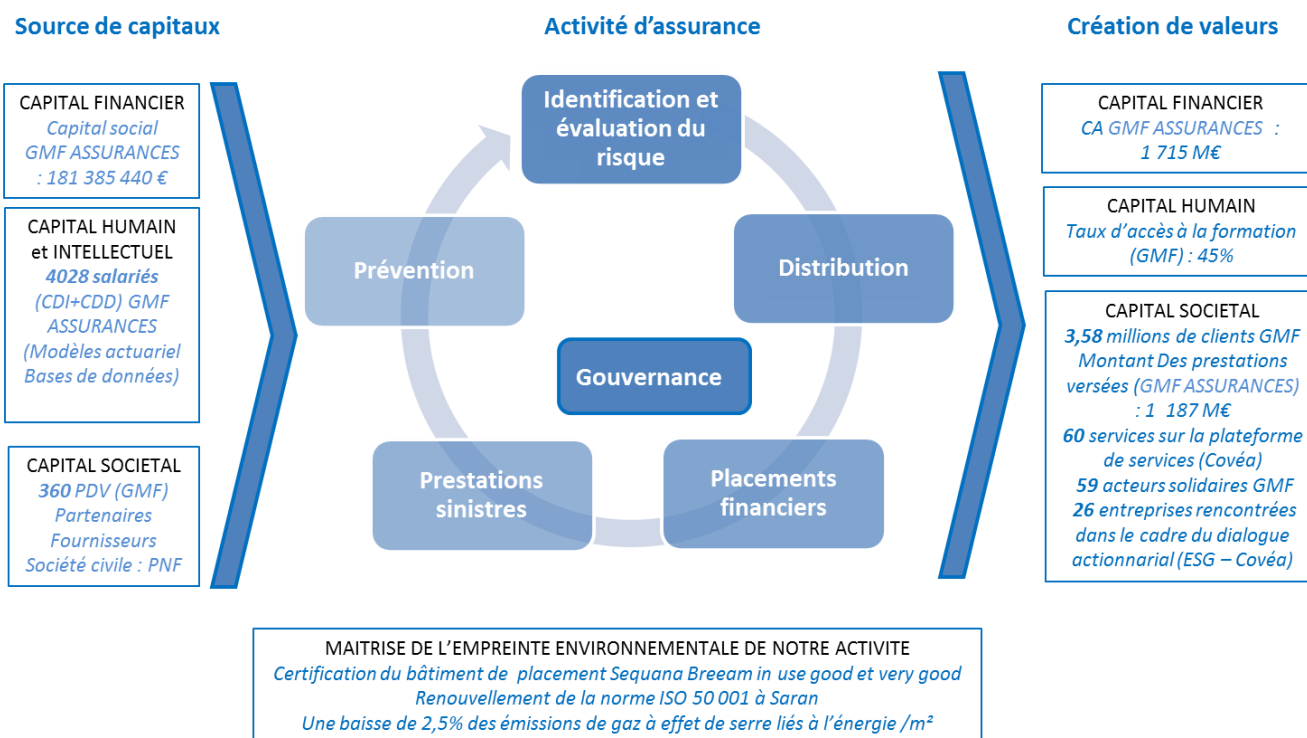 Source de capitaux
Activité d'assurance
Création de valeurs
CAPITAL FINANCIER
Capital social
GMF ASSURANCES
: 181 385 440 €
CAPITAL HUMAIN
et INTELLECTUEL
4028 salariés
(CDI+CDD) GMF
ASSURANCES
(Modèles actuariel
Bases de données)
CAPITAL SOCIETAL
360 PDV (GMF)
Partenaires
Fournisseurs
Société civile : PNF
Identification et
évaluation du
risque
Distribution
Placements
financiers
Prestations
sinistres
Prévention
Gouvernance
CAPITAL FINANCIER
CA GMF ASSURANCES :
1 715 M€
CAPITAL HUMAIN
Taux d'accès à la formation
(GMF) : 45%
CAPITAL SOCIETAL
3,58 millions de clients GMF
Montant Des prestations
versées (GMF ASSURANCES)
: 1 187 M€
60 services sur la plateforme
de services (Covéa)
59 acteurs solidaires GMF
26 entreprises rencontrées
dans le cadre du dialogue
actionnarial (ESG – Covéa)
MAITRISE DE L'EMPREINTE ENVIRONNEMENTALE DE NOTRE ACTIVITE
Certification du bâtiment de placement Sequana Breeam in use good et very good
Renouvellement de la norme ISO 50 001 à Saran
Une baisse de 2,5% des émissions de gaz à effet de serre liés à l'énergie /m²